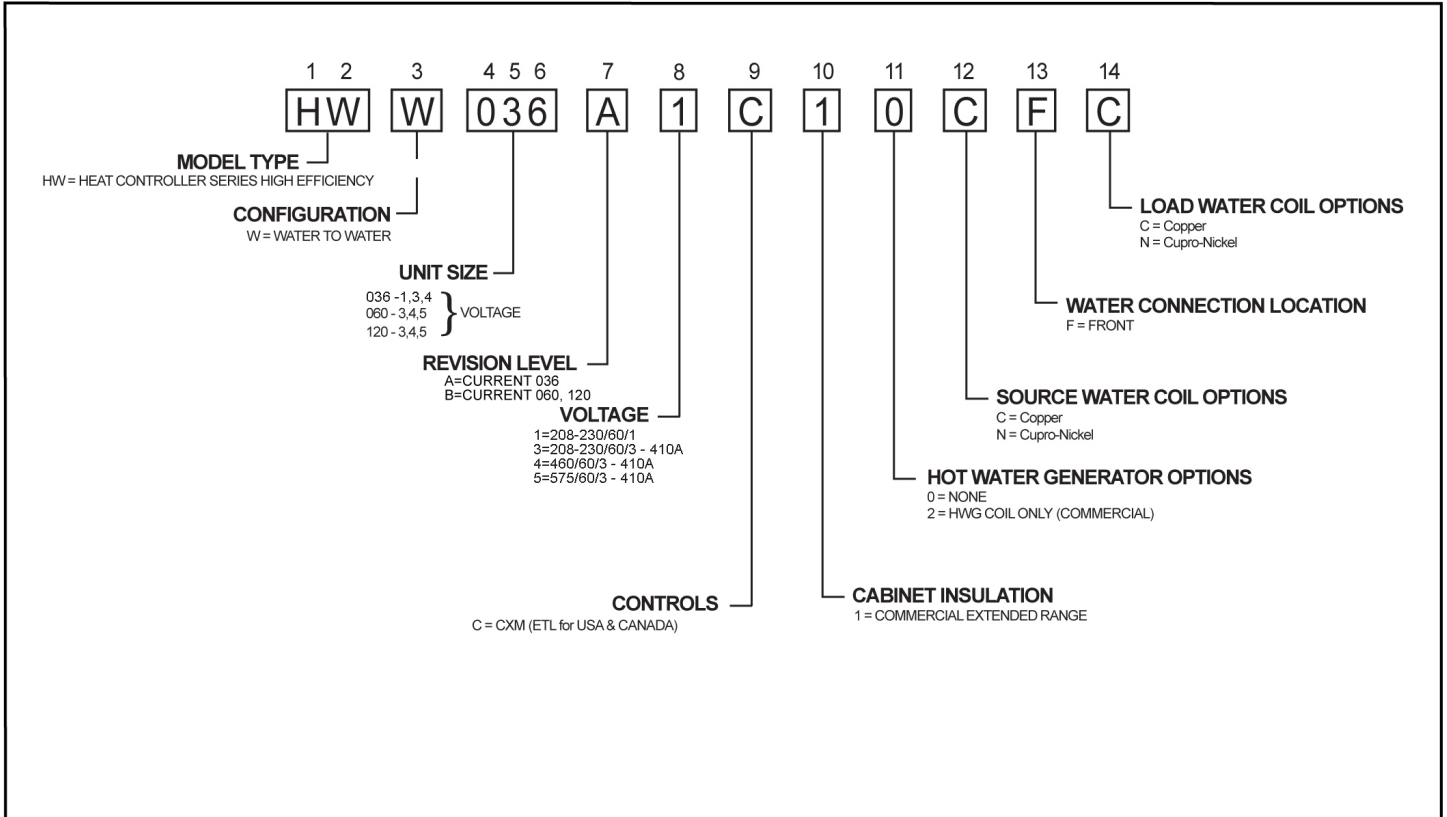 1 2 3 4 5 6 7 8 9 10 11 12 13 14
HW W 036 A 1 C 1 0 C F C
MODEL TYPE
HW = HEAT CONTROLLER SERIES HIGH EFFICIENCY
CONFIGURATION
W = WATER TO WATER
UNIT SIZE
036 -1,3,4
060 - 3,4,5
120 - 3,4,5
} VOLTAGE
REVISION LEVEL
A=CURRENT 036
B=CURRENT 060, 120
VOLTAGE
1=208-230/60/1
3=208-230/60/3 - 410A
4=460/60/3 - 410A
5=575/60/3 - 410A
CONTROLS
C = CXM (ETL for USA & CANADA)
LOAD WATER COIL OPTIONS
C = Copper
N = Cupro-Nickel
WATER CONNECTION LOCATION
F = FRONT
SOURCE WATER COIL OPTIONS
C = Copper
N = Cupro-Nickel
HOT WATER GENERATOR OPTIONS
0 = NONE
2 = HWG COIL ONLY (COMMERCIAL)
CABINET INSULATION
1 = COMMERCIAL EXTENDED RANGE